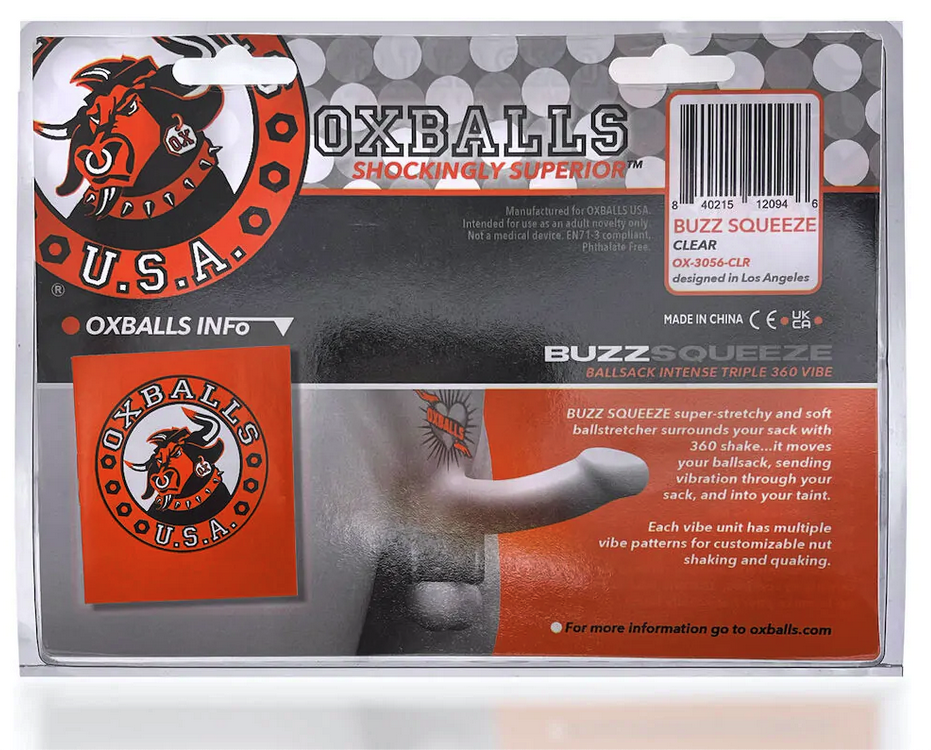 OX
U.S.A.
®
OXBALLS
SHOCKINGLY SUPERIOR™
Manufactured for OXBALLS USA.
Intended for use as an adult novelty only.
Not a medical device. EN71-3 compliant,
Phthalate Free.
8 40215 12094 6
BUZZ SQUEEZE
CLEAR
OX-3056-CLR
designed in Los Angeles
OXBALLS INFo
MADE IN CHINA CE UK CA
BUZZSQUEEZE
BALLSACK INTENSE TRIPLE 360 VIBE
OXBALLS
OX
U.S.A.
OXBALLS
BUZZ SQUEEZE super-stretchy and soft
ballstretcher surrounds your sack with
360 shake...it moves
your ballsack, sending
vibration through your
sack, and into your taint.
Each vibe unit has multiple
vibe patterns for customizable nut
shaking and quaking.
For more information go to oxballs.com